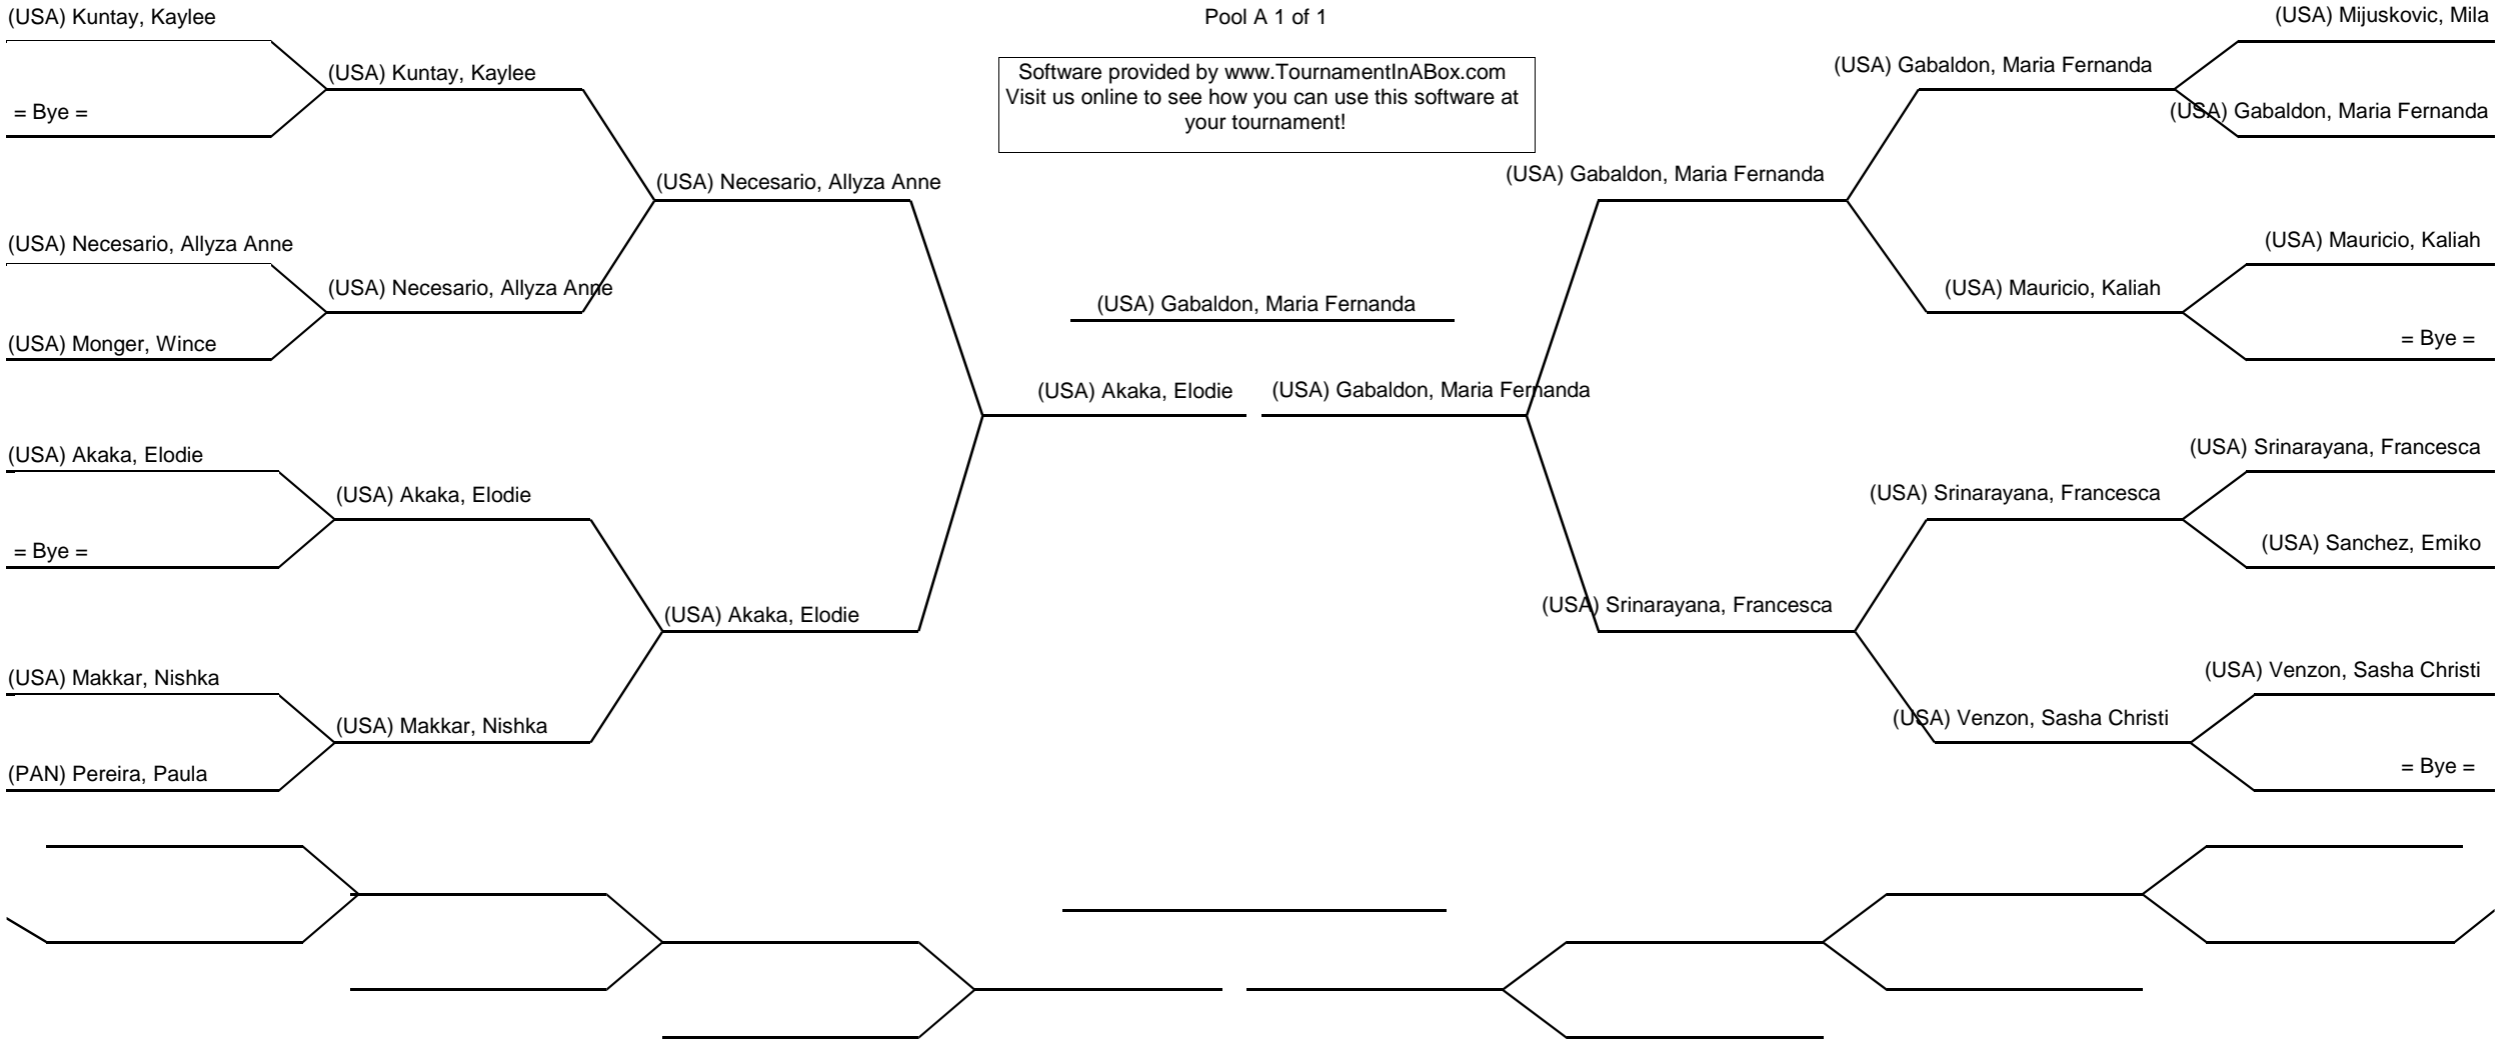 (USA) Kuntay, Kaylee
Pool A 1 of 1
(USA) Mijuskovic, Mila
(USA) Kuntay, Kaylee
Software provided by www.TournamentInABox.com
Visit us online to see how you can use this software at
your tournament!
(USA) Gabaldon, Maria Fernanda
= Bye =
(USA) Gabaldon, Maria Fernanda
(USA) Necesario, Allyza Anne
(USA) Gabaldon, Maria Fernanda
(USA) Necesario, Allyza Anne
(USA) Mauricio, Kaliah
(USA) Necesario, Allyza Anne
(USA) Gabaldon, Maria Fernanda
(USA) Mauricio, Kaliah
(USA) Monger, Wince
= Bye =
(USA) Akaka, Elodie
(USA) Gabaldon, Maria Fernanda
(USA) Akaka, Elodie
(USA) Srinarayana, Francesca
(USA) Akaka, Elodie
(USA) Srinarayana, Francesca
= Bye =
(USA) Sanchez, Emiko
(USA) Akaka, Elodie
(USA) Srinarayana, Francesca
(USA) Makkar, Nishka
(USA) Venzon, Sasha Christi
(USA) Makkar, Nishka
(USA) Venzon, Sasha Christi
(PAN) Pereira, Paula
= Bye =